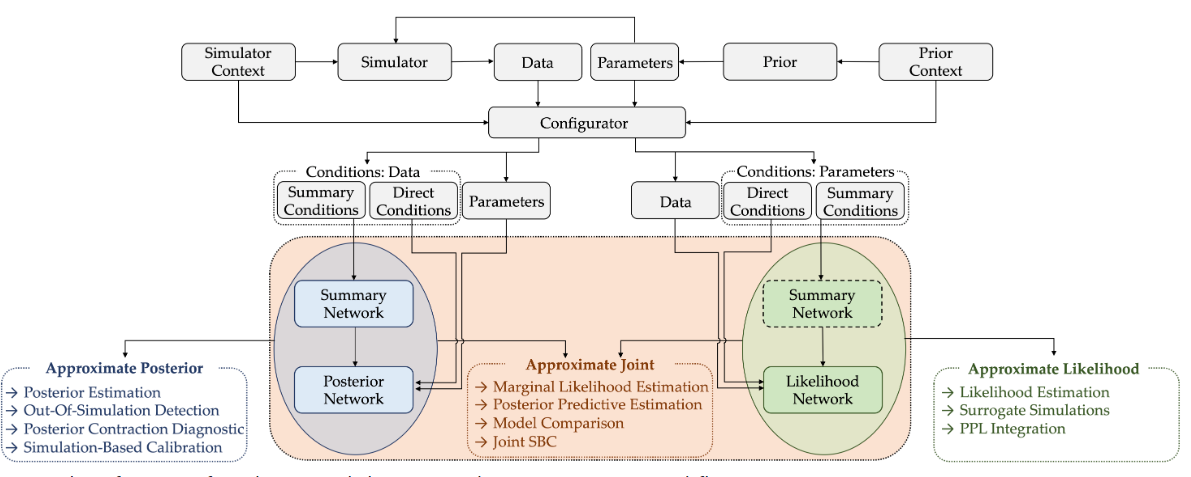 Simulator
Context
Simulator
Data
Parameters
Prior
Prior
Context
Configurator
Conditions: Data
Summary
Conditions
Direct
Conditions
Parameters
Data
Conditions: Parameters
Direct
Conditions
Summary
Conditions
Summary
Network
Posterior
Network
Summary
Network
Likelihood
Network
Approximate Posterior
→ Posterior Estimation
→ Out-Of-Simulation Detection
→ Posterior Contraction Diagnostic
→ Simulation-Based Calibration
Approximate Joint
→ Marginal Likelihood Estimation
→ Posterior Predictive Estimation
→ Model Comparison
→ Joint SBC
Approximate Likelihood
→ Likelihood Estimation
→ Surrogate Simulations
→ PPL Integration